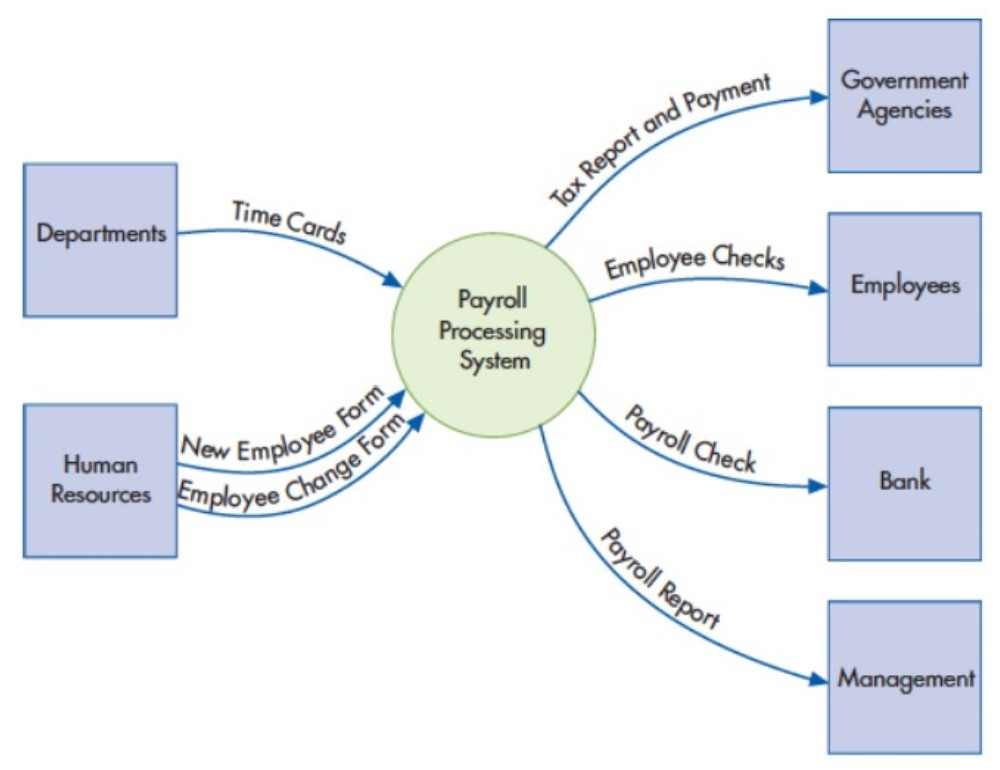 Government
Agencies
Tax Report and Payment
Departments
Time Cards
Employee Checks
Employees
Payroll
Processing
System
New Employee Form
Employee Change Form
Human
Resources
Payroll Check
Bank
Payroll Report
Management